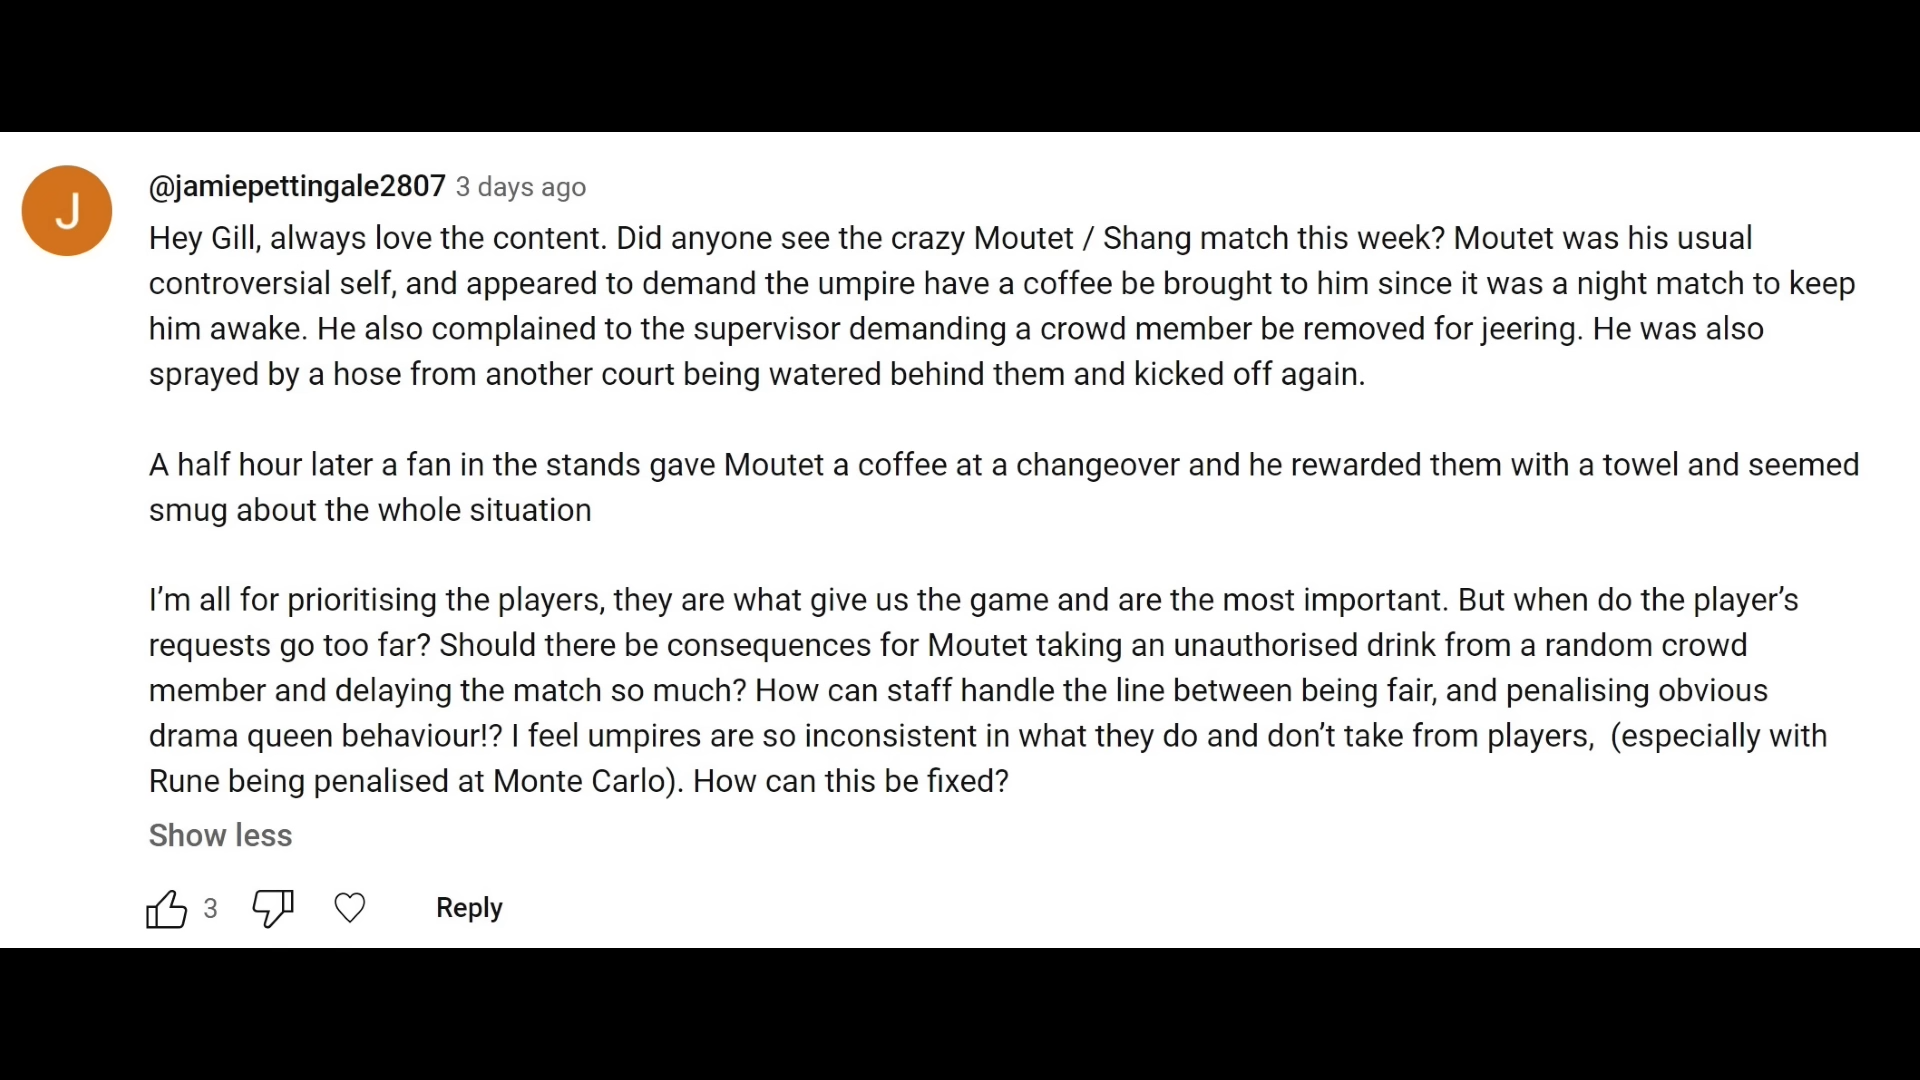 J
@jamiepettingale2807 3 days ago
Hey Gill, always love the content. Did anyone see the crazy Moutet / Shang match this week? Moutet was his usual
controversial self, and appeared to demand the umpire have a coffee be brought to him since it was a night match to keep
him awake. He also complained to the supervisor demanding a crowd member be removed for jeering. He was also
sprayed by a hose from another court being watered behind them and kicked off again.
A half hour later a fan in the stands gave Moutet a coffee at a changeover and he rewarded them with a towel and seemed
smug about the whole situation
I’m all for prioritising the players, they are what give us the game and are the most important. But when do the player’s
requests go too far? Should there be consequences for Moutet taking an unauthorised drink from a random crowd
member and delaying the match so much? How can staff handle the line between being fair, and penalising obvious
drama queen behaviour!? I feel umpires are so inconsistent in what they do and don’t take from players,  (especially with
Rune being penalised at Monte Carlo). How can this be fixed?
Show less
3 Reply